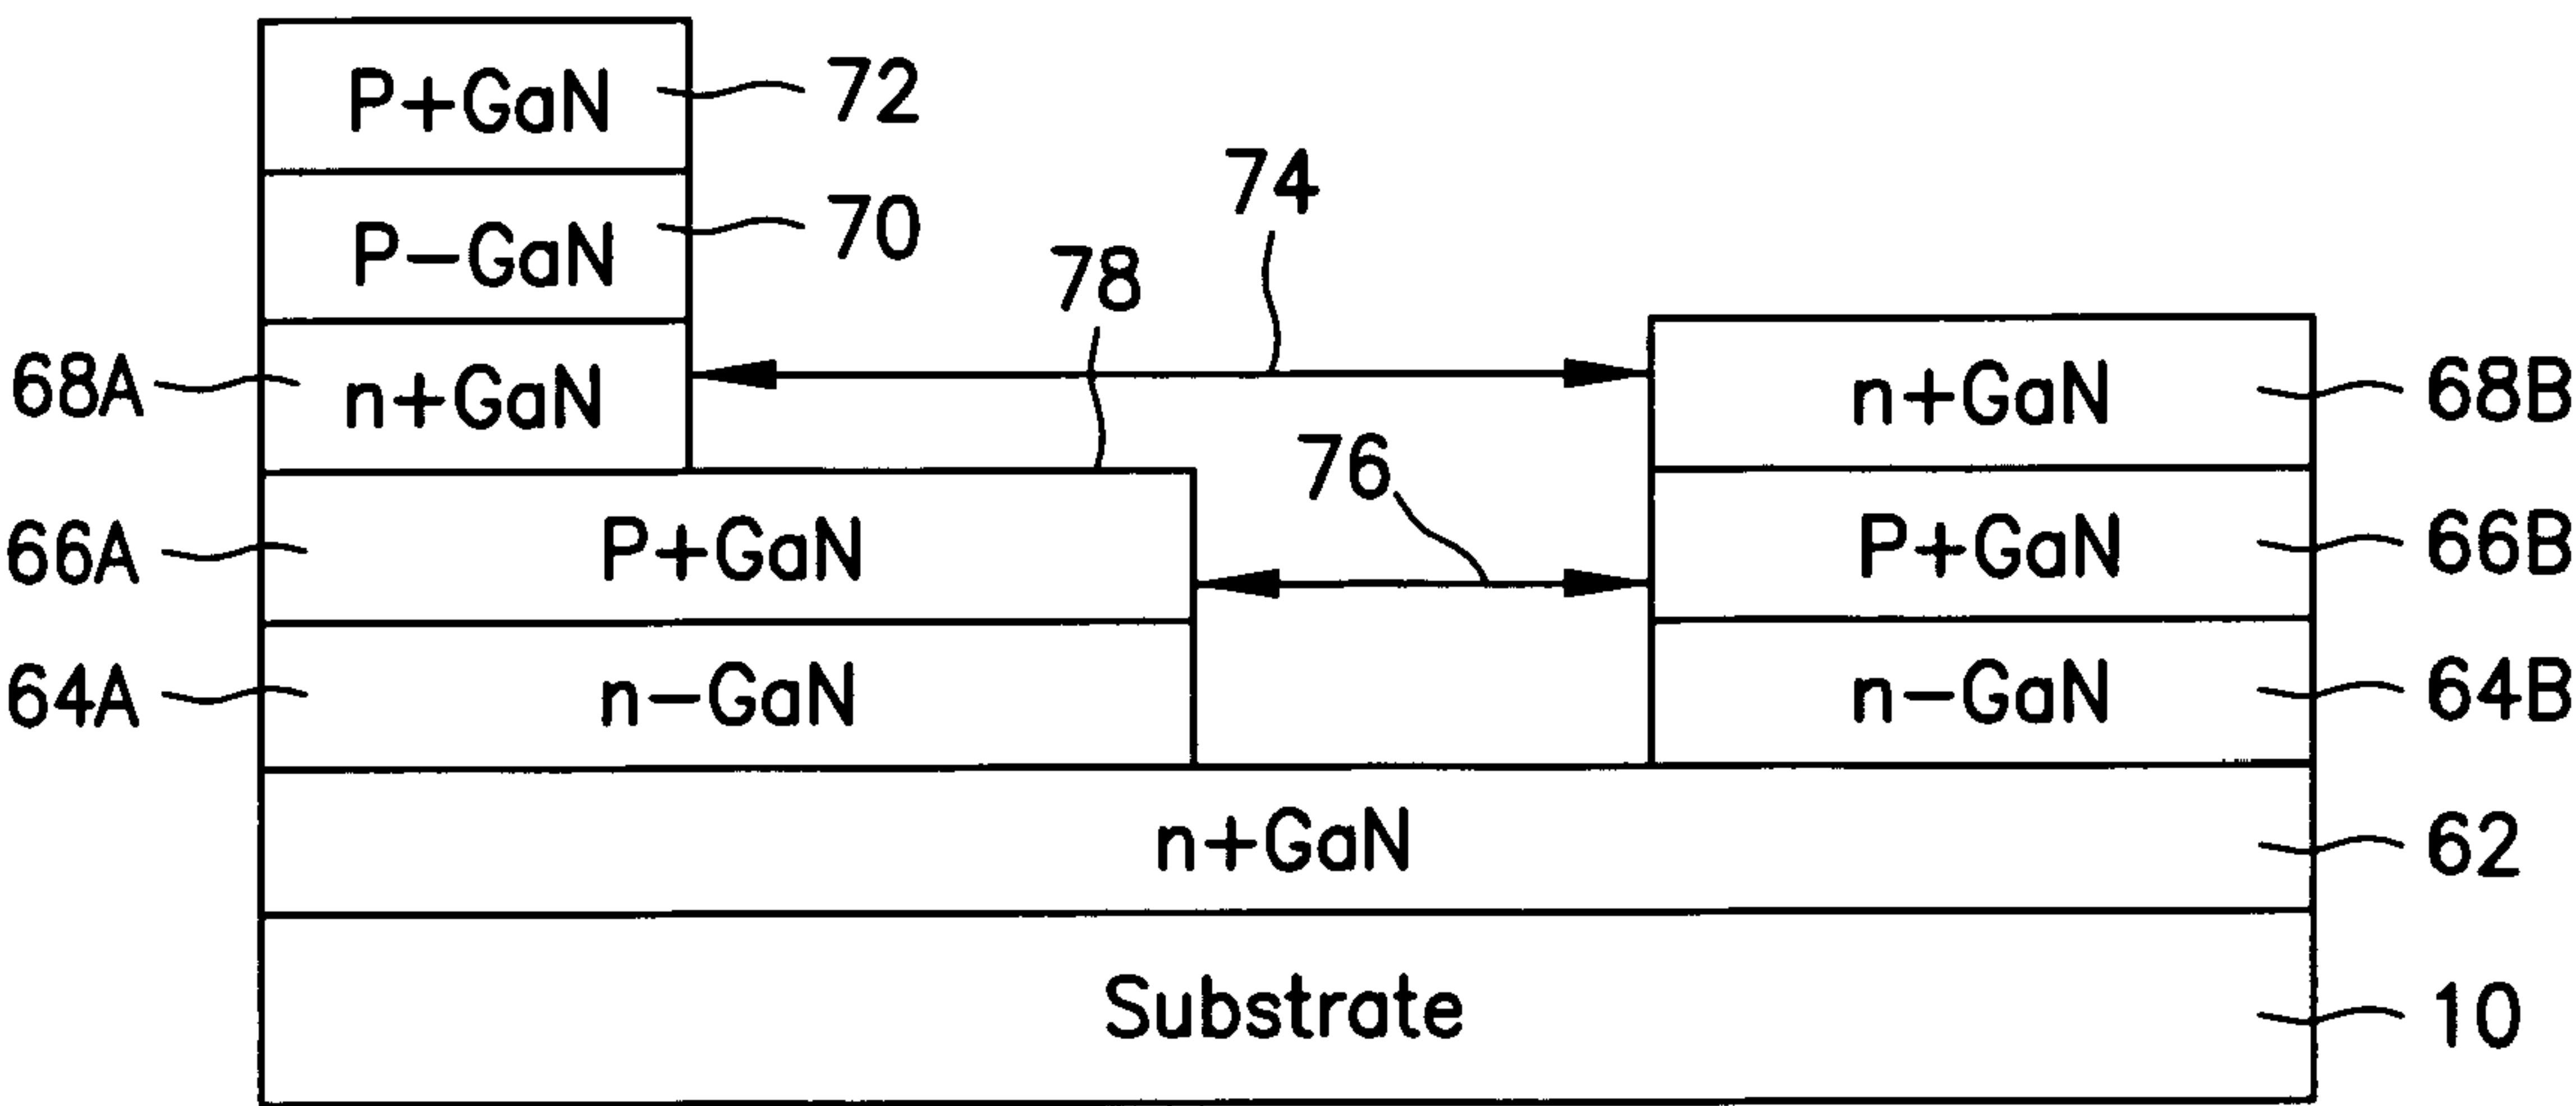 P+GaN 72
P-GaN 70
74
78
68A n+GaN
n+GaN 68B
76
66A P+GaN
P+GaN 66B
64A n-GaN
n-GaN 64B
n+GaN 62
Substrate 10